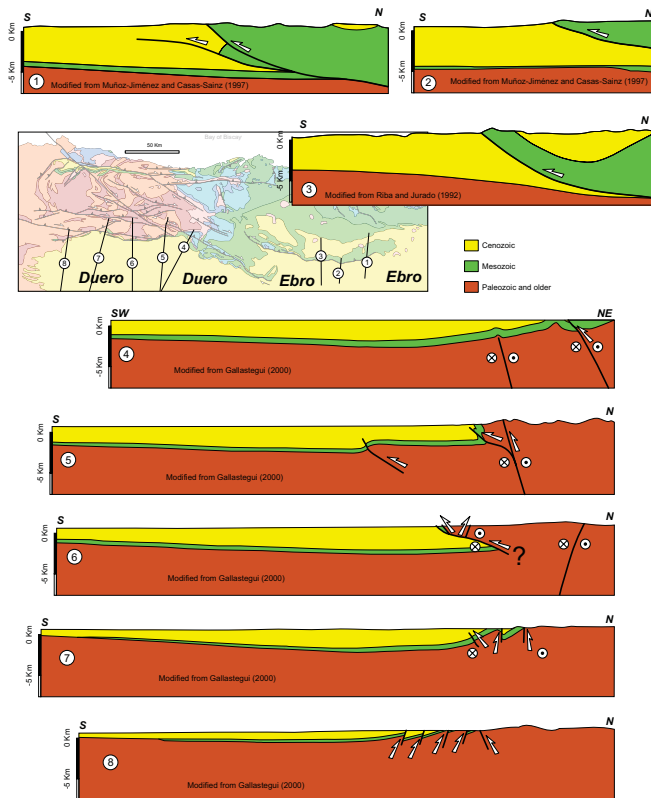 S N
0 Km
-5 Km
1
Modified from Muñoz-Jiménez and Casas-Sainz (1997)
S N
0 Km
-5 Km
2
Modified from Muñoz-Jiménez and Casas-Sainz (1997)
Bay of Biscay
50 Km
8 7 6 5 4 3 2 1
Duero Duero Ebro Ebro
S N
0 Km
-5 Km
3
Modified from Riba and Jurado (1992)
Cenozoic
Mesozoic
Paleozoic and older
SW NE
0 Km
-5 Km
4
Modified from Gallastegui (2000)
S N
0 Km
-5 Km
5
Modified from Gallastegui (2000)
S N
0 Km
-5 Km
6
?
Modified from Gallastegui (2000)
S N
0 Km
-5 Km
7
Modified from Gallastegui (2000)
S N
0 Km
-5 Km
8
Modified from Gallastegui (2000)